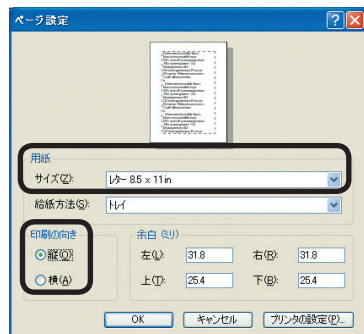 ページ設定
用紙
サイズ(Z):
レター 8.5 x 11 in
給紙方法(S):
トレイ
印刷の向き
縦(O)
横(A)
余白 (ミリ)
左(L):
31.8
右(R):
31.8
上(T):
25.4
下(B):
25.4
OK
キャンセル
プリンタの設定(P)...